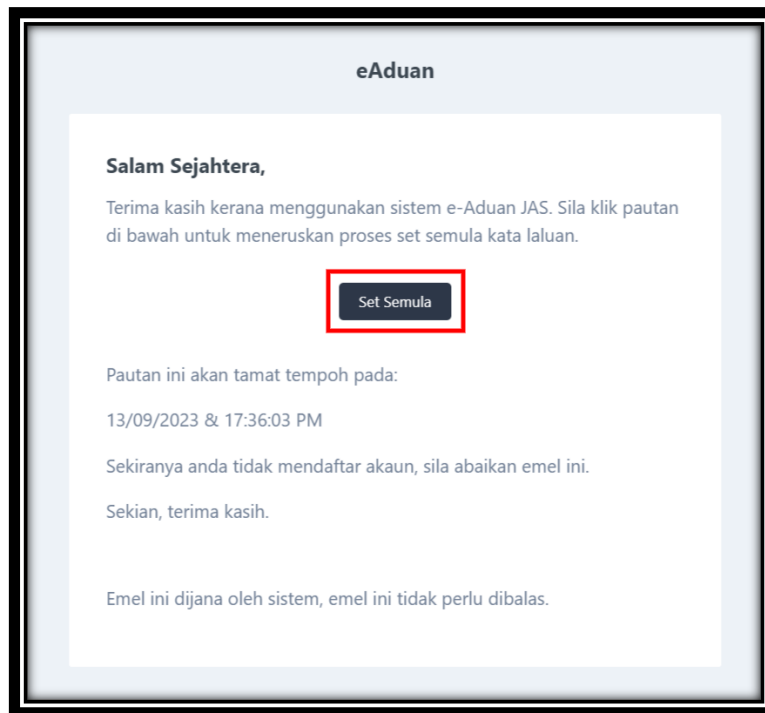 eAduan
Salam Sejahtera,
Terima kasih kerana menggunakan sistem e-Aduan JAS. Sila klik pautan
di bawah untuk meneruskan proses set semula kata laluan.
Set Semula
Pautan ini akan tamat tempoh pada:
13/09/2023 & 17:36:03 PM
Sekiranya anda tidak mendaftar akaun, sila abaikan emel ini.
Sekian, terima kasih.
Emel ini dijana oleh sistem, emel ini tidak perlu dibalas.